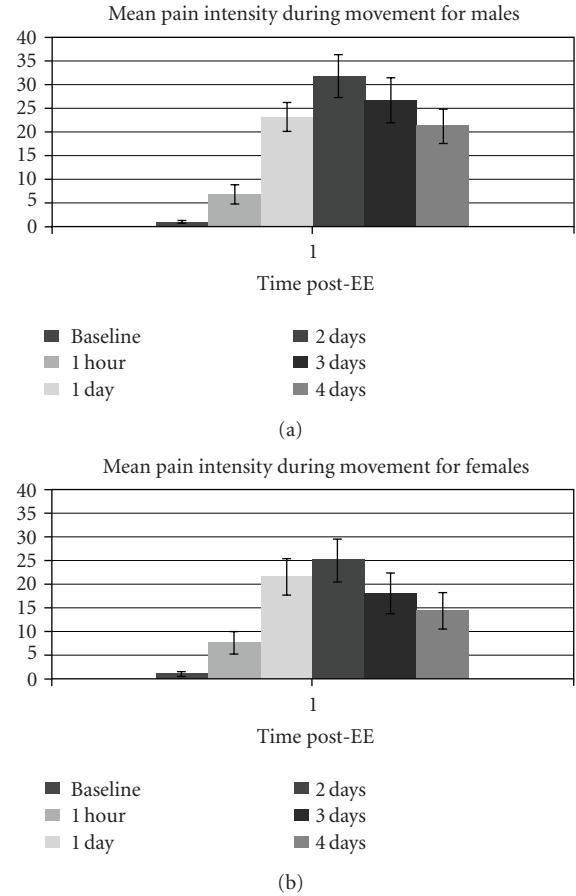 Mean pain intensity during movement for males
40
35
30
25
20
15
10
5
0
1
Time post-EE
Baseline 2 days
1 hour 3 days
1 day 4 days
(a)
Mean pain intensity during movement for females
40
35
30
25
20
15
10
5
0
1
Time post-EE
Baseline 2 days
1 hour 3 days
1 day 4 days
(b)